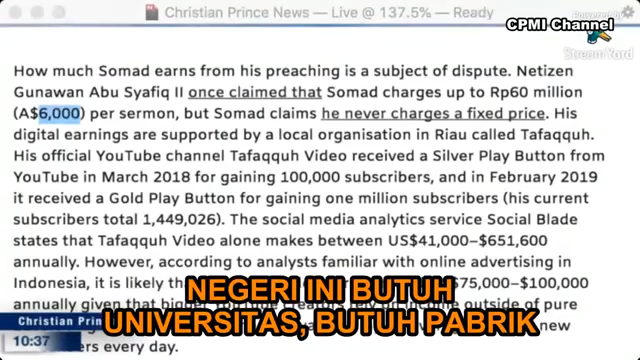 Christian Prince News — Live @ 137.5% — Ready
CPMI Channel
StreamYard
How much Somad earns from his preaching is a subject of dispute. Netizen
Gunawan Abu Syafiq II once claimed that Somad charges up to Rp60 million
(A$6,000) per sermon, but Somad claims he never charges a fixed price. His
digital earnings are supported by a local organisation in Riau called Tafaqquh.
His official YouTube channel Tafaqquh Video received a Silver Play Button from
YouTube in March 2018 for gaining 100,000 subscribers, and in February 2019
it received a Gold Play Button for gaining one million subscribers (his current
subscribers total 1,449,026). The social media analytics service Social Blade
states that Tafaqquh Video alone makes between US$41,000–$651,600
annually. However, according to analysts familiar with online advertising in
Indonesia, it is likely 75,000–$100,000
annually given that outside of pure
new
every day.
NEGERI INI BUTUH
UNIVERSITAS, BUTUH PABRIK
Christian Prin
10:37